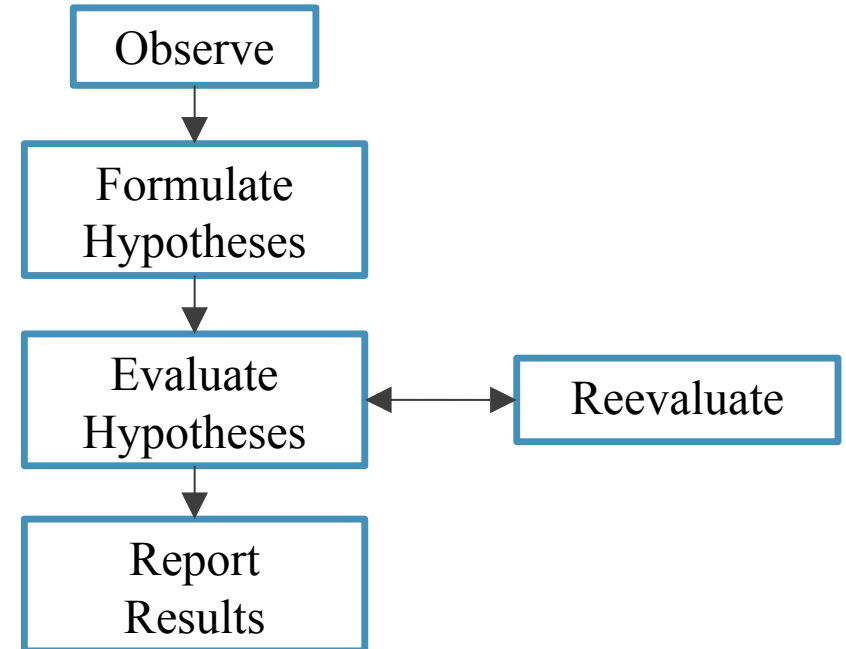 Observe
Formulate
Hypotheses
Evaluate
Hypotheses
Reevaluate
Report
Results